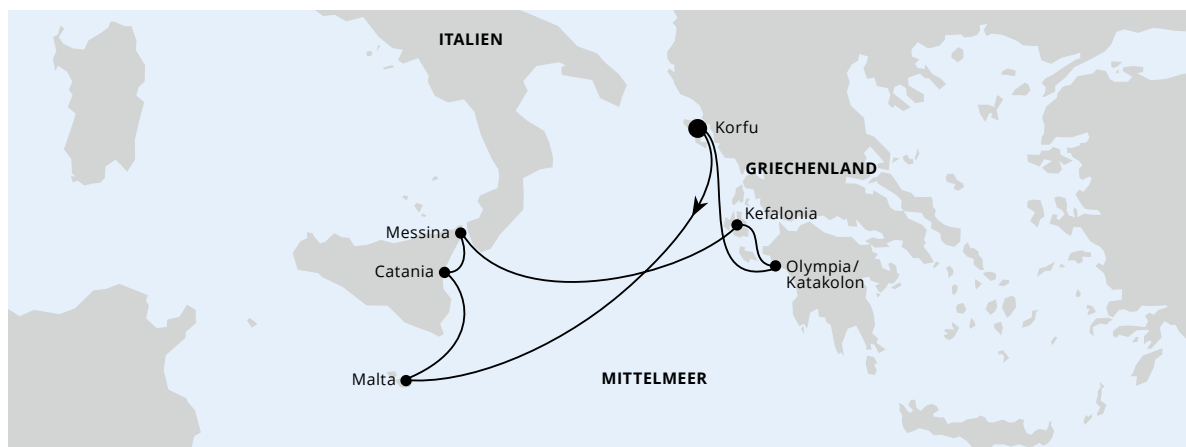 ITALIEN
Korfu
GRIECHENLAND
Kefalonia
Messina
Catania
Olympia/
Katakolon
Malta
MITTELMEER